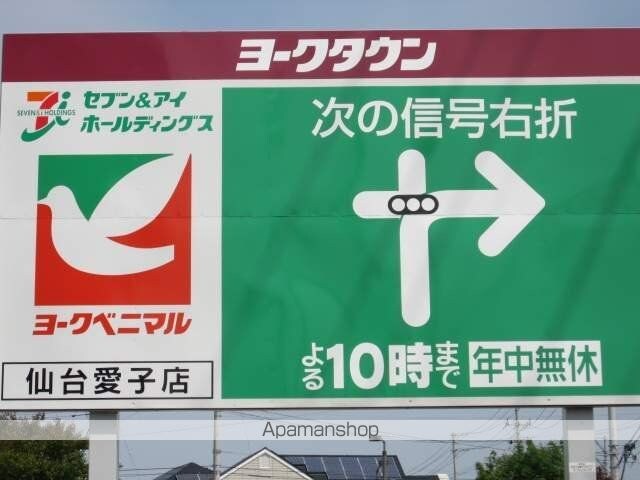 ヨークタウン
セブン&アイ
ホールディングス
SEVEN & i HOLDINGS
ヨークベニマル
仙台愛子店
次の信号右折
よる10時まで 年中無休
Apamanshop